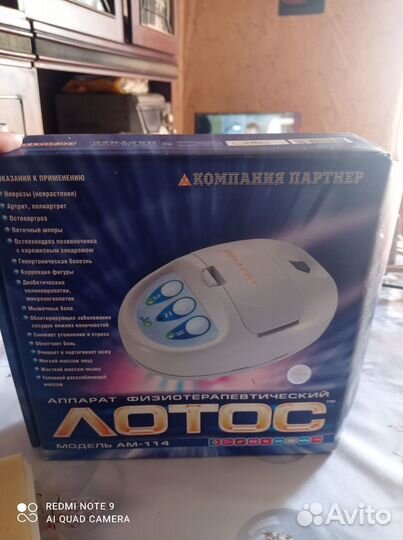 КОМПАНИЯ ПАРТНЕР
ПОКАЗАНИЯ К ПРИМЕНЕНИЮ
Неврозы (неврастения)
Артрит, полиартрит
Остеоартроз
Пяточные шпоры
Остеохондроз позвоночника
с корешковым синдромом
Гипертоническая болезнь
Коррекция фигуры
Диабетические
полинейропатии,
микроангиопатии
Мышечные боли
Облитерирующие заболевания
сосудов нижних конечностей
Снимает утомление и стресс
Облегчает боль
Очищает и подтягивает кожу
Мягкий массаж лица
Жесткий массаж мышц
Тепловой расслабляющий
массаж
АППАРАТ ФИЗИОТЕРАПЕВТИЧЕСКИЙ
ЛОТОС
МОДЕЛЬ АМ-114
REDMI NOTE 9
AI QUAD CAMERA
Avito